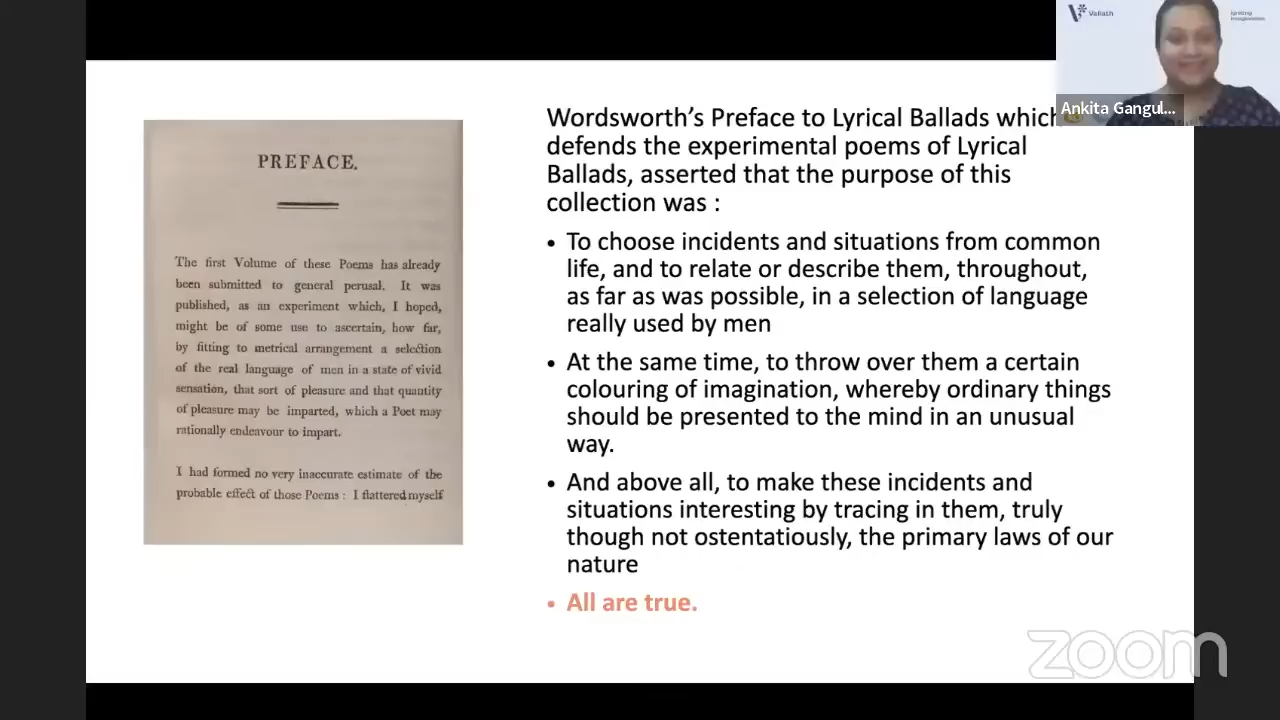 Vallath
Igniting
Imagination
Ankita Gangul...
PREFACE.
The first Volume of these Poems has already
been submitted to general perusal. It was
published, as an experiment which, I hoped,
might be of some use to ascertain, how far,
by fitting to metrical arrangement a selection
of the real language of men in a state of vivid
sensation, that sort of pleasure and that quantity
of pleasure may be imparted, which a Poet may
rationally endeavour to impart.
I had formed no very inaccurate estimate of the
probable effect of those Poems : I flattered myself
Wordsworth’s Preface to Lyrical Ballads which
defends the experimental poems of Lyrical
Ballads, asserted that the purpose of this
collection was :
• To choose incidents and situations from common
life, and to relate or describe them, throughout,
as far as was possible, in a selection of language
really used by men
• At the same time, to throw over them a certain
colouring of imagination, whereby ordinary things
should be presented to the mind in an unusual
way.
• And above all, to make these incidents and
situations interesting by tracing in them, truly
though not ostentatiously, the primary laws of our
nature
• All are true.
zoom